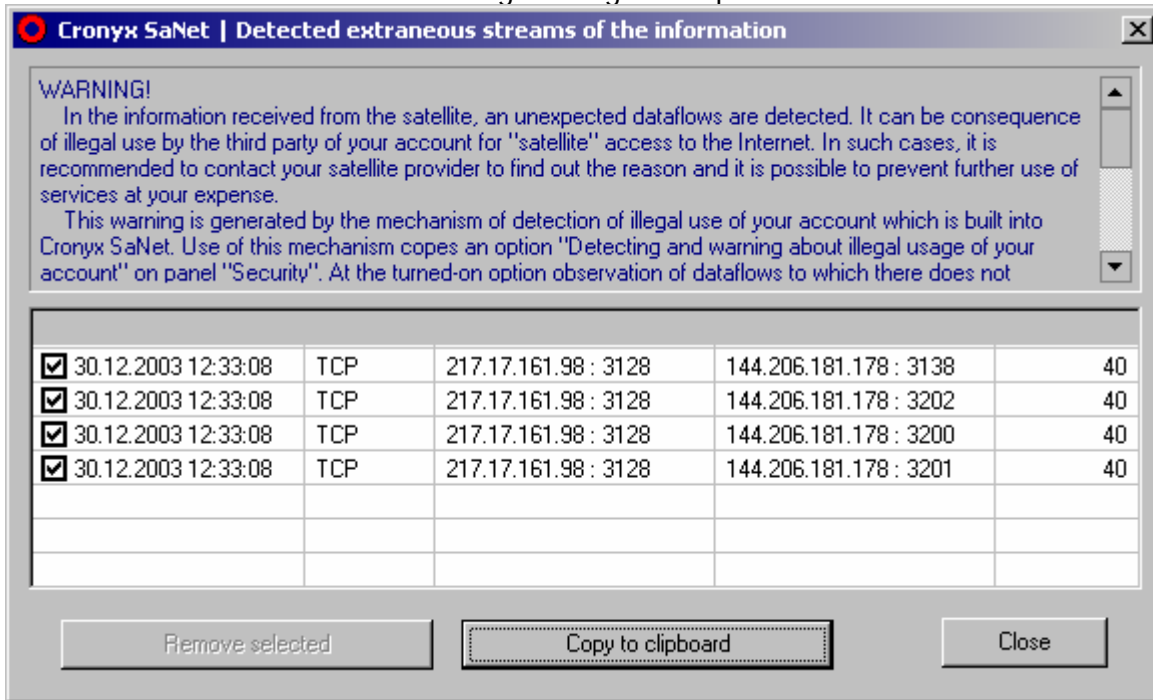 Cronyx SaNet | Detected extraneous streams of the information
WARNING!
In the information received from the satellite, an unexpected dataflows are detected. It can be consequence
of illegal use by the third party of your account for "satellite" access to the Internet. In such cases, it is
recommended to contact your satellite provider to find out the reason and it is possible to prevent further use of
services at your expense.
This warning is generated by the mechanism of detection of illegal use of your account which is built into
Cronyx SaNet. Use of this mechanism copes an option "Detecting and warning about illegal usage of your
account" on panel "Security". At the turned-on option observation of dataflows to which there does not
30.12.2003 12:33:08 TCP 217.17.161.98 : 3128 144.206.181.178 : 3138 40
30.12.2003 12:33:08 TCP 217.17.161.98 : 3128 144.206.181.178 : 3202 40
30.12.2003 12:33:08 TCP 217.17.161.98 : 3128 144.206.181.178 : 3200 40
30.12.2003 12:33:08 TCP 217.17.161.98 : 3128 144.206.181.178 : 3201 40
Remove selected Copy to clipboard Close